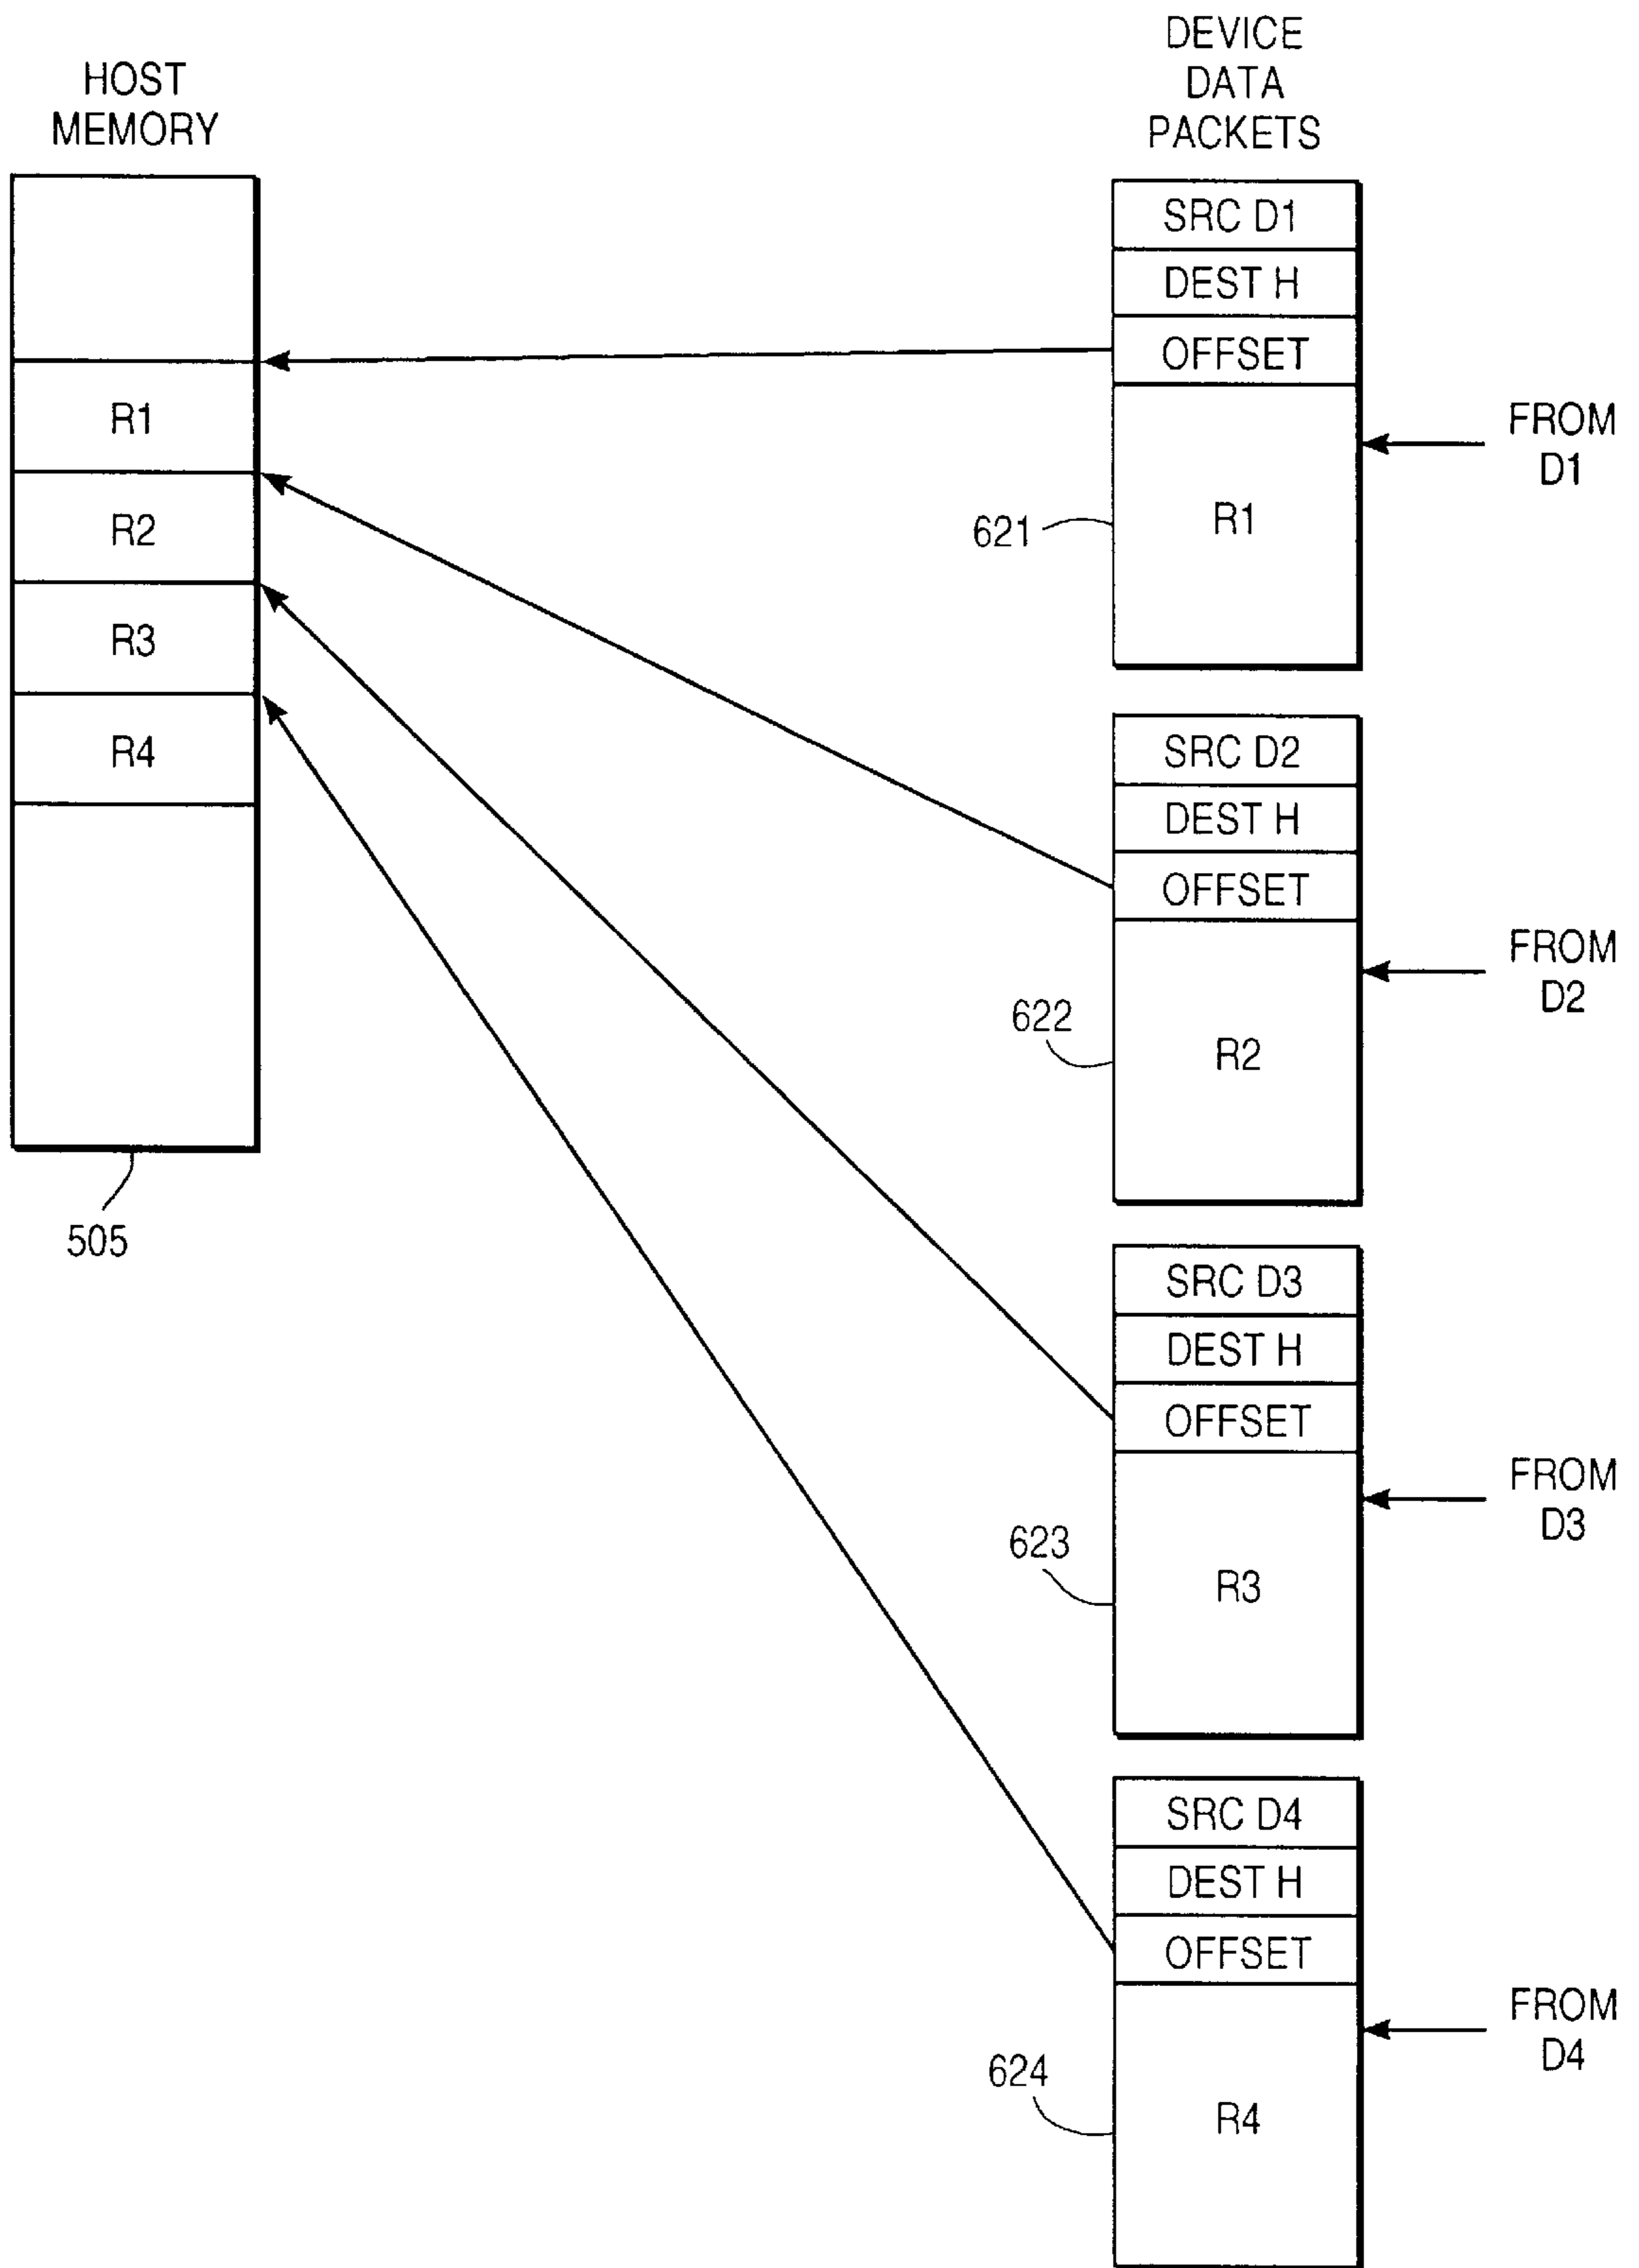 HOST
MEMORY
R1
R2
R3
R4
505
DEVICE
DATA
PACKETS
SRC D1
DEST H
OFFSET
R1
621
FROM
D1
SRC D2
DEST H
OFFSET
R2
622
FROM
D2
SRC D3
DEST H
OFFSET
R3
623
FROM
D3
SRC D4
DEST H
OFFSET
R4
624
FROM
D4